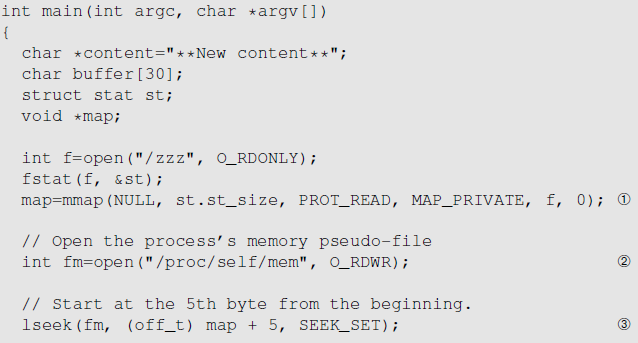 int main(int argc, char *argv[])
{
  char *content="**New content**";
  char buffer[30];
  struct stat st;
  void *map;

  int f=open("/zzz", O_RDONLY);
  fstat(f, &st);
  map=mmap(NULL, st.st_size, PROT_READ, MAP_PRIVATE, f, 0); ①

  // Open the process’s memory pseudo-file
  int fm=open("/proc/self/mem", O_RDWR); ②

  // Start at the 5th byte from the beginning.
  lseek(fm, (off_t) map + 5, SEEK_SET); ③